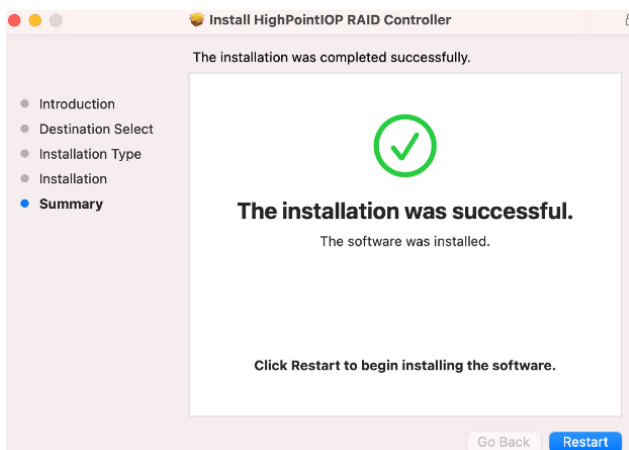 Install HighPointIOP RAID Controller
The installation was completed successfully.
Introduction
Destination Select
Installation Type
Installation
Summary
The installation was successful.
The software was installed.
Click Restart to begin installing the software.
Go Back
Restart